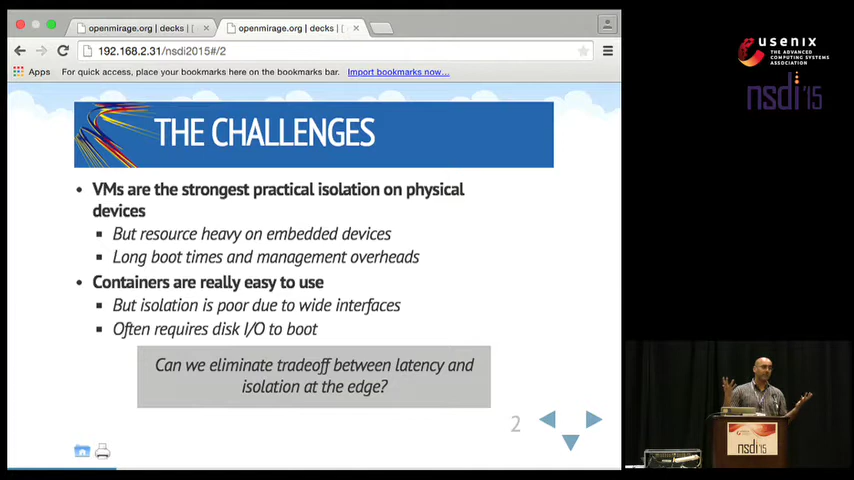 openmirage.org | decks | [
openmirage.org | decks | [
192.168.2.31/nsdi2015#/2
Apps For quick access, place your bookmarks here on the bookmarks bar. Import bookmarks now...
THE CHALLENGES
• VMs are the strongest practical isolation on physical
devices
▪ But resource heavy on embedded devices
▪ Long boot times and management overheads
• Containers are really easy to use
▪ But isolation is poor due to wide interfaces
▪ Often requires disk I/O to boot
Can we eliminate tradeoff between latency and
isolation at the edge?
2
usenix
THE ADVANCED
COMPUTING SYSTEMS
ASSOCIATION
nsdi'15
nsdi'15